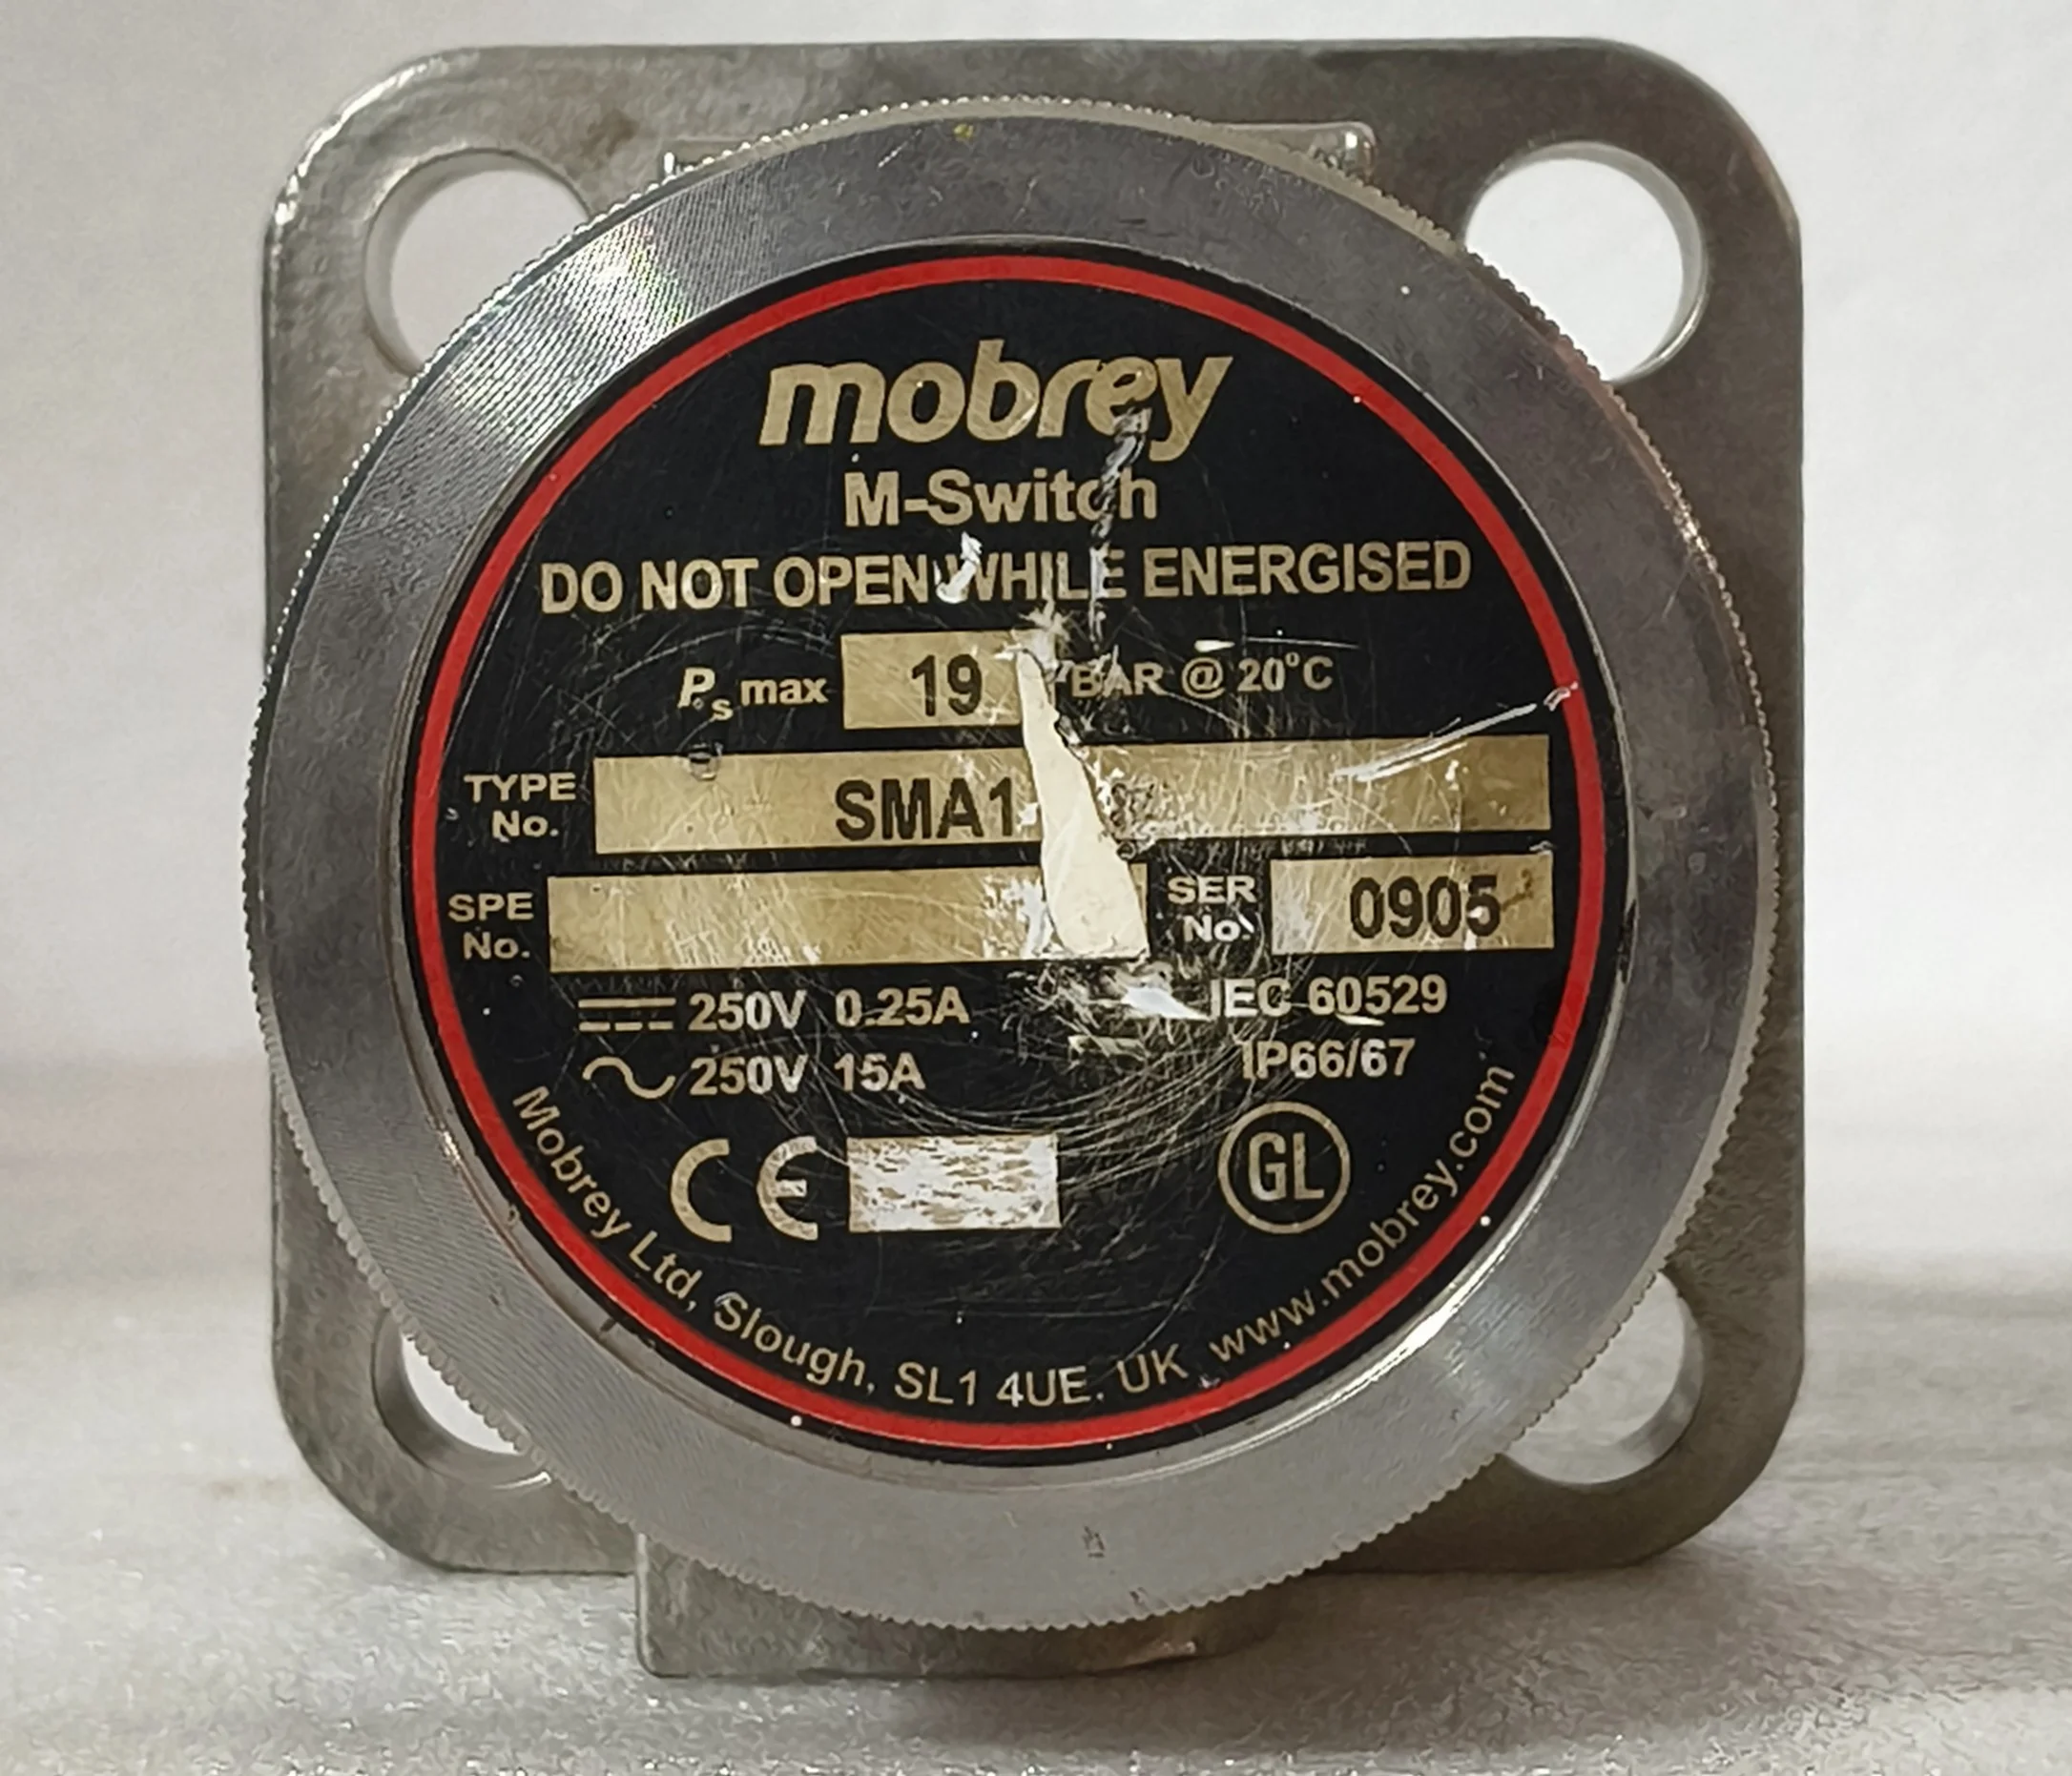 mobrey
M-Switch
DO NOT OPEN WHILE ENERGISED
Ps max 19 BAR @ 20°C
TYPE No. SMA1
SPE No.
SER No. 0905
250V 0.25A
250V 15A
IEC 60529
IP66/67
CE
GL
Mobrey Ltd, Slough, SL1 4UE. UK www.mobrey.com